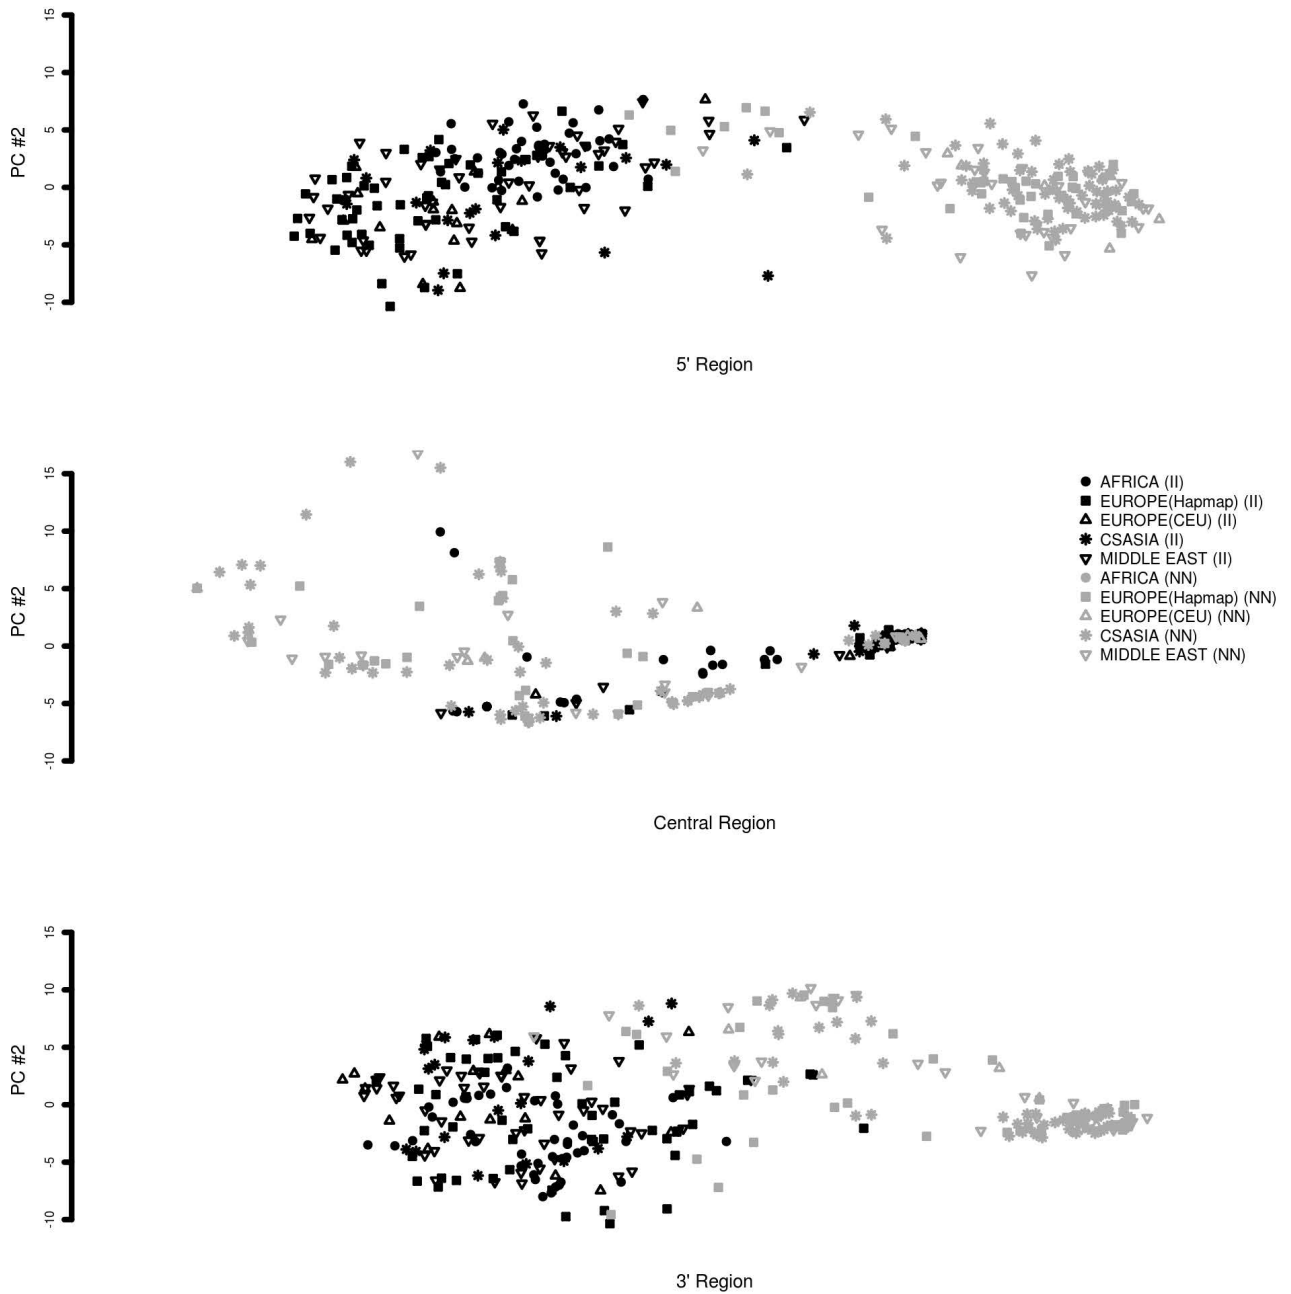 15
10
5
0
-5
-10
PC #2
5' Region
15
10
5
0
-5
-10
PC #2
AFRICA (II)
EUROPE(Hapmap) (II)
EUROPE(CEU) (II)
CSASIA (II)
MIDDLE EAST (II)
AFRICA (NN)
EUROPE(Hapmap) (NN)
EUROPE(CEU) (NN)
CSASIA (NN)
MIDDLE EAST (NN)
Central Region
15
10
5
0
-5
-10
PC #2
3' Region